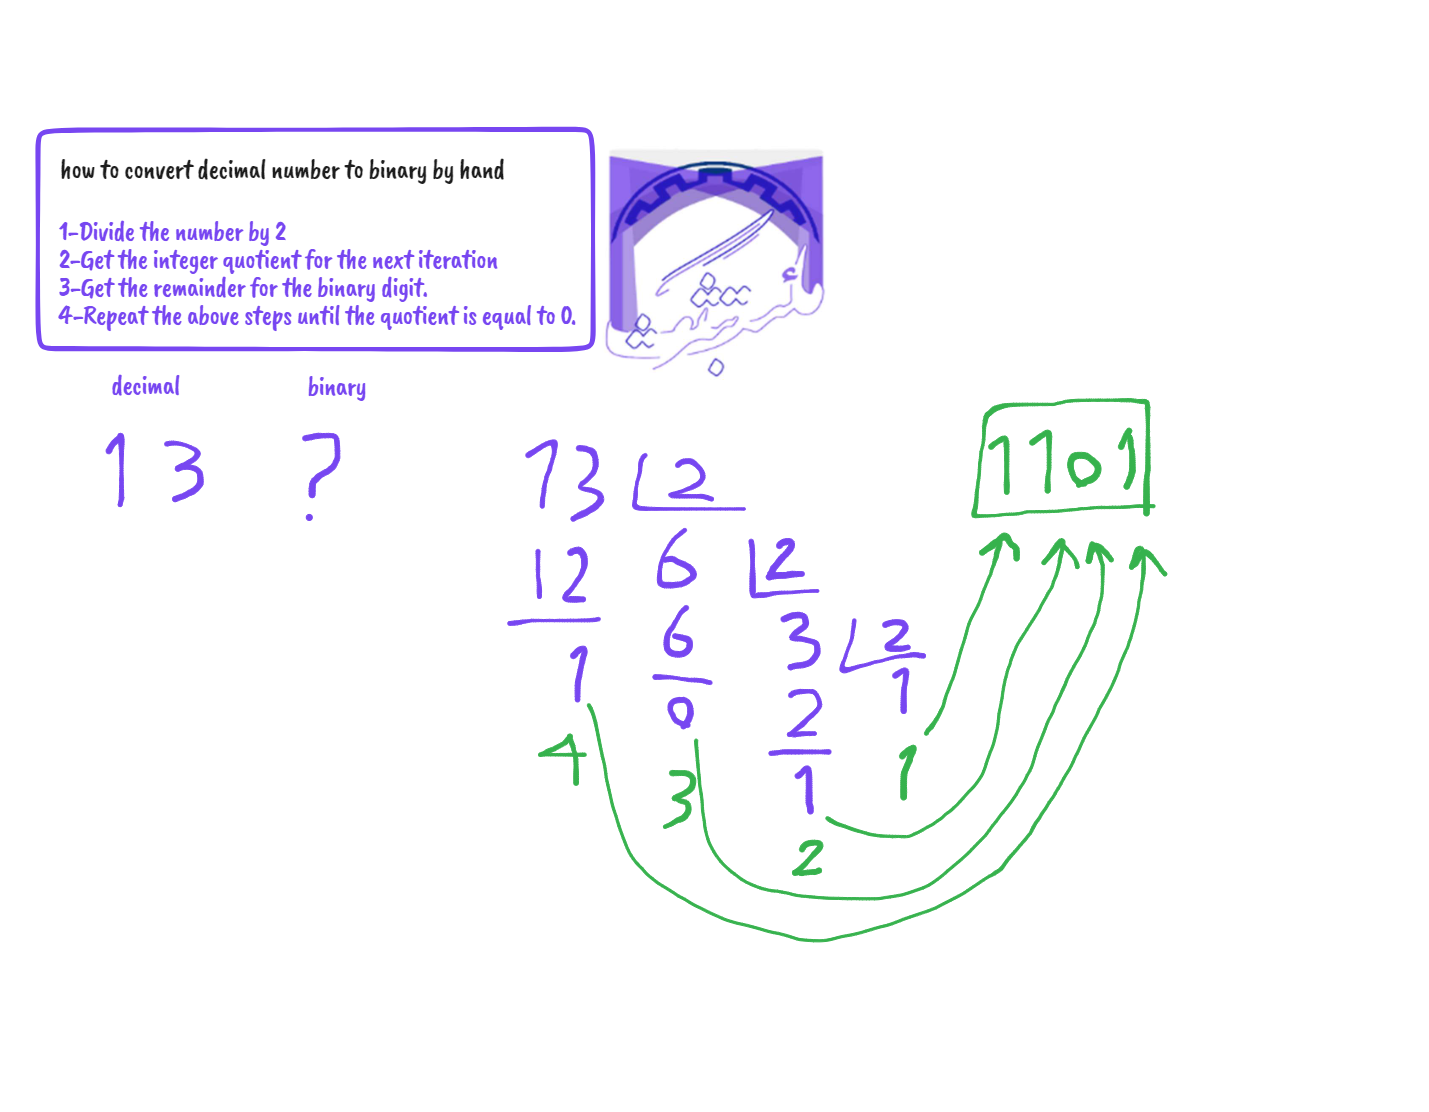 how to convert decimal number to binary by hand
1-Divide the number by 2
2-Get the integer quotient for the next iteration
3-Get the remainder for the binary digit.
4-Repeat the above steps until the quotient is equal to 0.
decimal binary
13 ?
13 2
12 6 2
6 3 2
1 0 2 1
1
4 3 2 1
1101